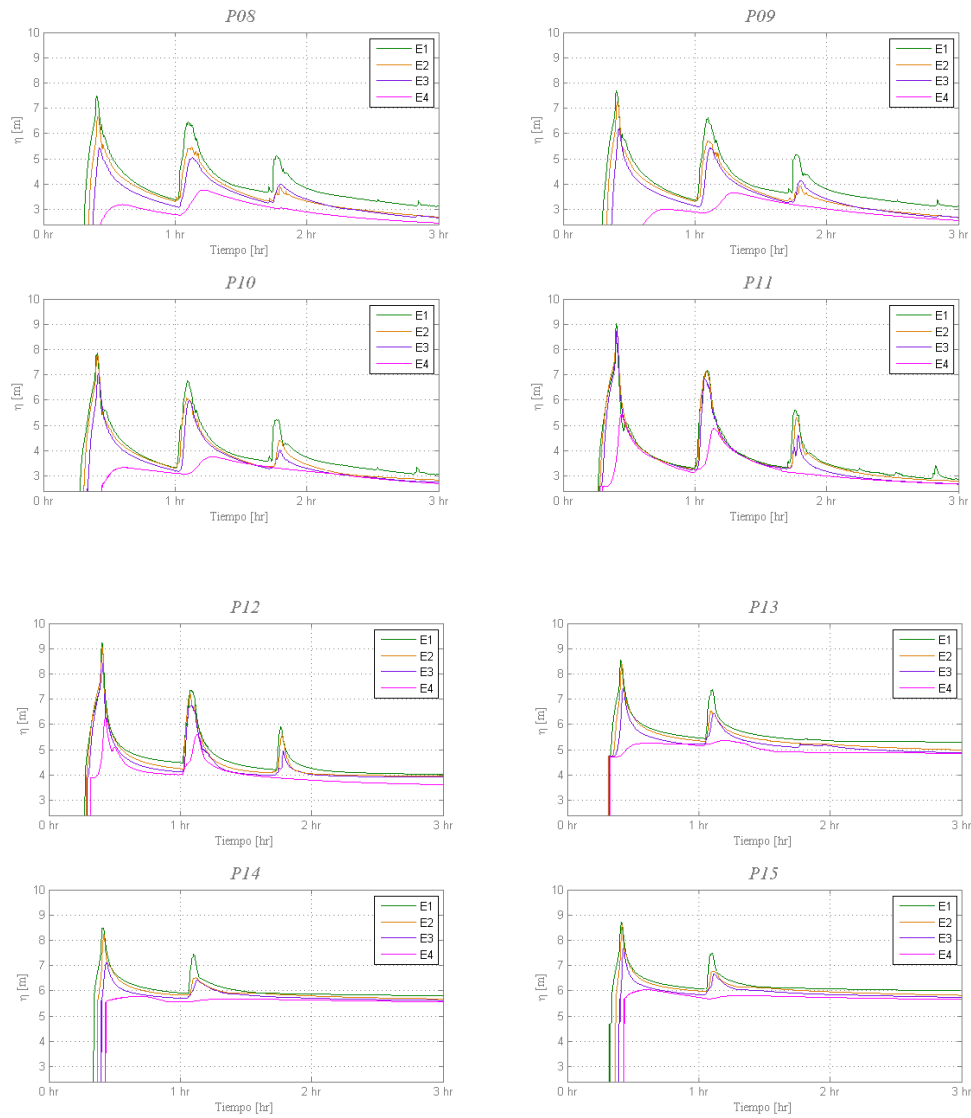 P08
P09
10
9
8
7
6
5
4
3
η [m]
E1
E2
E3
E4
0 hr
1 hr
2 hr
3 hr
Tiempo [hr]
10
9
8
7
6
5
4
3
η [m]
E1
E2
E3
E4
0 hr
1 hr
2 hr
3 hr
Tiempo [hr]
P10
P11
10
9
8
7
6
5
4
3
η [m]
E1
E2
E3
E4
0 hr
1 hr
2 hr
3 hr
Tiempo [hr]
10
9
8
7
6
5
4
3
η [m]
E1
E2
E3
E4
0 hr
1 hr
2 hr
3 hr
Tiempo [hr]
P12
P13
10
9
8
7
6
5
4
3
η [m]
E1
E2
E3
E4
0 hr
1 hr
2 hr
3 hr
Tiempo [hr]
10
9
8
7
6
5
4
3
η [m]
E1
E2
E3
E4
0 hr
1 hr
2 hr
3 hr
Tiempo [hr]
P14
P15
10
9
8
7
6
5
4
3
η [m]
E1
E2
E3
E4
0 hr
1 hr
2 hr
3 hr
Tiempo [hr]
10
9
8
7
6
5
4
3
η [m]
E1
E2
E3
E4
0 hr
1 hr
2 hr
3 hr
Tiempo [hr]